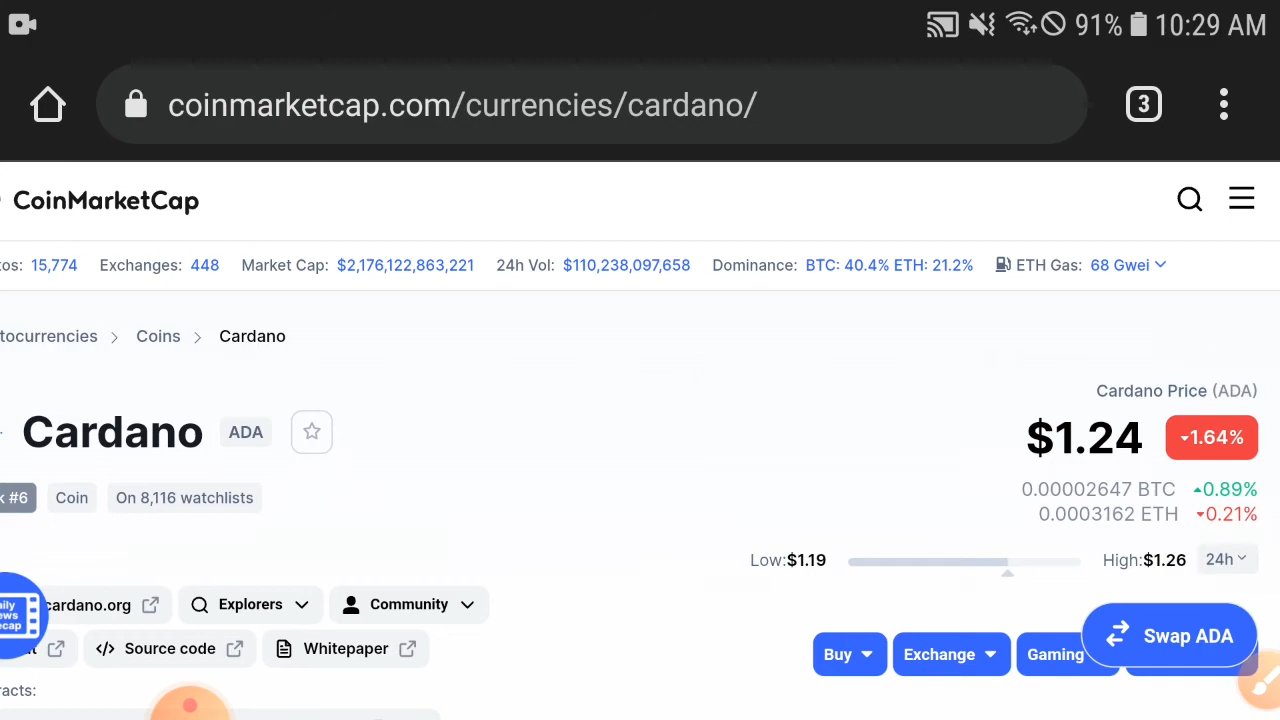 91% 10:29 AM
coinmarketcap.com/currencies/cardano/ 3
CoinMarketCap
15,774 Exchanges: 448 Market Cap: $2,176,122,863,221 24h Vol: $110,238,097,658 Dominance: BTC: 40.4% ETH: 21.2% ETH Gas: 68 Gwei
tocurrencies > Coins > Cardano
Cardano Price (ADA)
Cardano ADA $1.24 1.64%
#6 Coin On 8,116 watchlists
0.00002647 BTC 0.89%
0.0003162 ETH 0.21%
Low:$1.19 High:$1.26 24h
cardano.org Explorers Community
Swap ADA
</> Source code Whitepaper
Buy Exchange Gaming
racts: